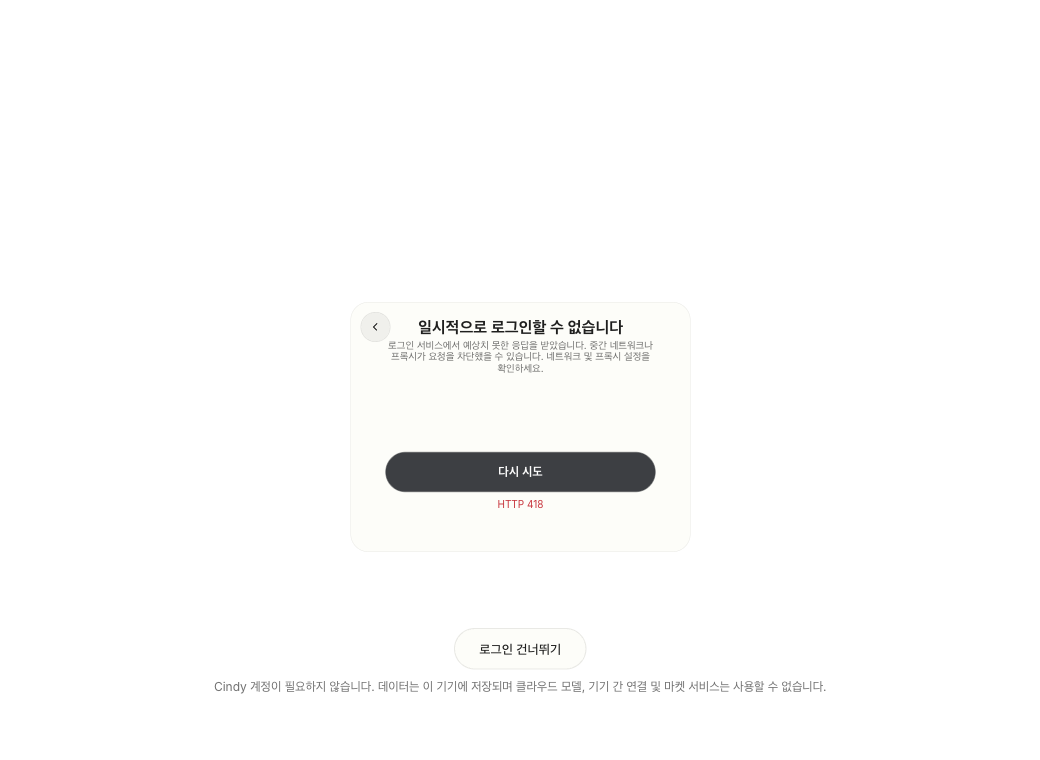 일시적으로 로그인할 수 없습니다
로그인 서비스에서 예상치 못한 응답을 받았습니다. 중간 네트워크나
프록시가 요청을 차단했을 수 있습니다. 네트워크 및 프록시 설정을
확인하세요.
다시 시도
HTTP 418
로그인 건너뛰기
Cindy 계정이 필요하지 않습니다. 데이터는 이 기기에 저장되며 클라우드 모델, 기기 간 연결 및 마켓 서비스는 사용할 수 없습니다.